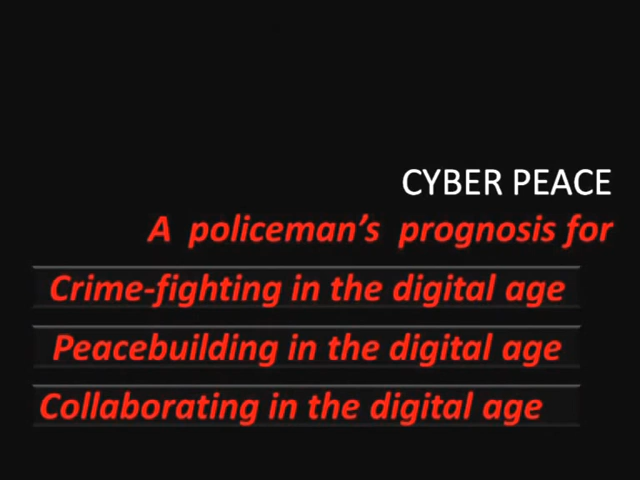 CYBER PEACE
A policeman's prognosis for
Crime-fighting in the digital age
Peacebuilding in the digital age
Collaborating in the digital age